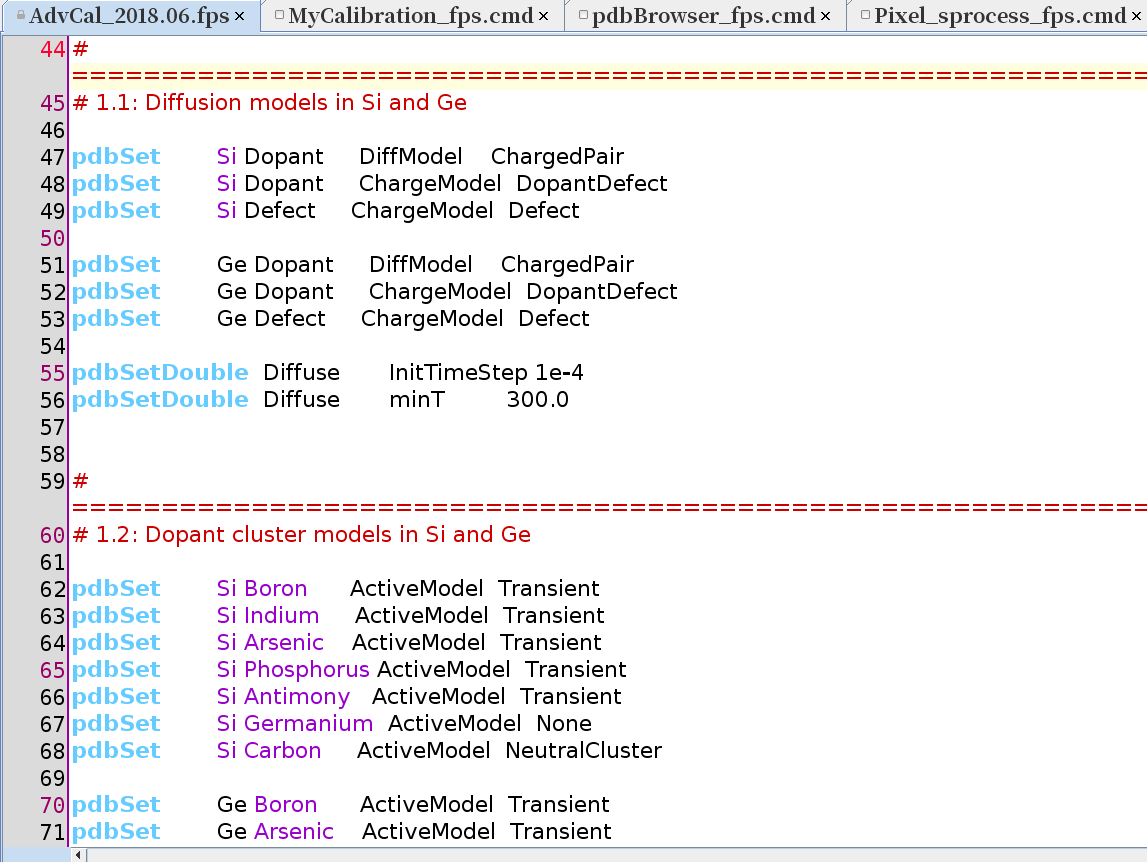 AdvCal_2018.06.fps × MyCalibration_fps.cmd × pdbBrowser_fps.cmd × Pixel_sprocess_fps.cmd ×
44 #
============================================================
45 # 1.1: Diffusion models in Si and Ge
46
47 pdbSet Si Dopant DiffModel ChargedPair
48 pdbSet Si Dopant ChargeModel DopantDefect
49 pdbSet Si Defect ChargeModel Defect
50
51 pdbSet Ge Dopant DiffModel ChargedPair
52 pdbSet Ge Dopant ChargeModel DopantDefect
53 pdbSet Ge Defect ChargeModel Defect
54
55 pdbSetDouble Diffuse InitTimeStep 1e-4
56 pdbSetDouble Diffuse minT 300.0
57
58
59 #
============================================================
60 # 1.2: Dopant cluster models in Si and Ge
61
62 pdbSet Si Boron ActiveModel Transient
63 pdbSet Si Indium ActiveModel Transient
64 pdbSet Si Arsenic ActiveModel Transient
65 pdbSet Si Phosphorus ActiveModel Transient
66 pdbSet Si Antimony ActiveModel Transient
67 pdbSet Si Germanium ActiveModel None
68 pdbSet Si Carbon ActiveModel NeutralCluster
69
70 pdbSet Ge Boron ActiveModel Transient
71 pdbSet Ge Arsenic ActiveModel Transient